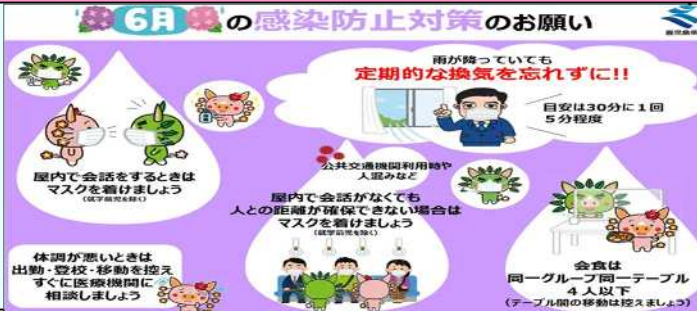 6月の感染防止対策のお願い
鹿児島県
雨が降っていても
定期的な換気を忘れずに!!
目安は30分に1回
5分程度
屋内で会話をするときは
マスクを着けましょう
(就学前児を除く)
公共交通機関利用時や
人混みなど
屋内で会話がなくても
人との距離が確保できない場合は
マスクを着けましょう
(就学前児を除く)
体調が悪いときは
出勤・登校・移動を控え
すぐに医療機関に
相談しましょう
会食は
同一グループ同一テーブル
4人以下
(テーブル間の移動は控えましょう)